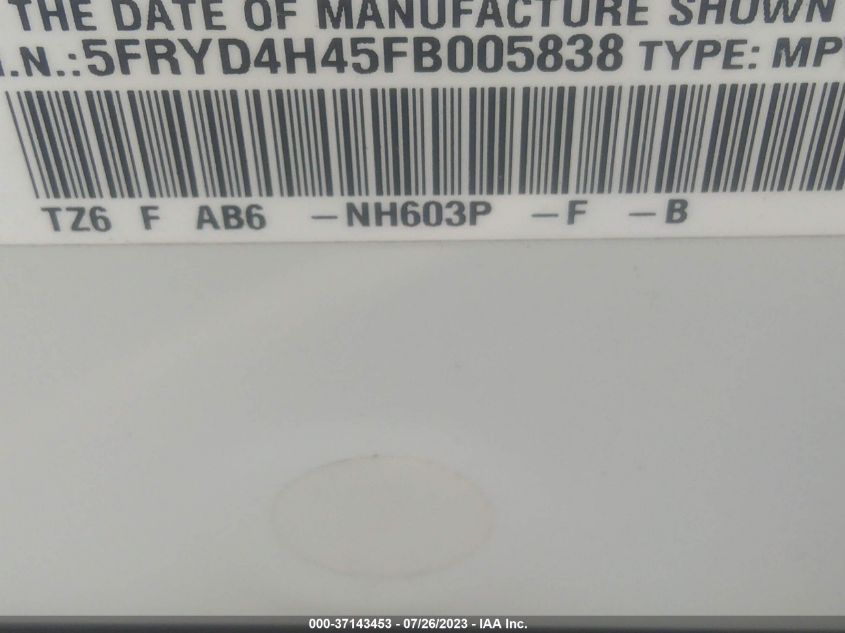 THE DATE OF MANUFACTURE SHOWN
I.N.:5FRYD4H45FB005838 TYPE: MP
TZ6 F AB6 -NH603P -F -B
000-37143453 - 07/26/2023 - IAA Inc.